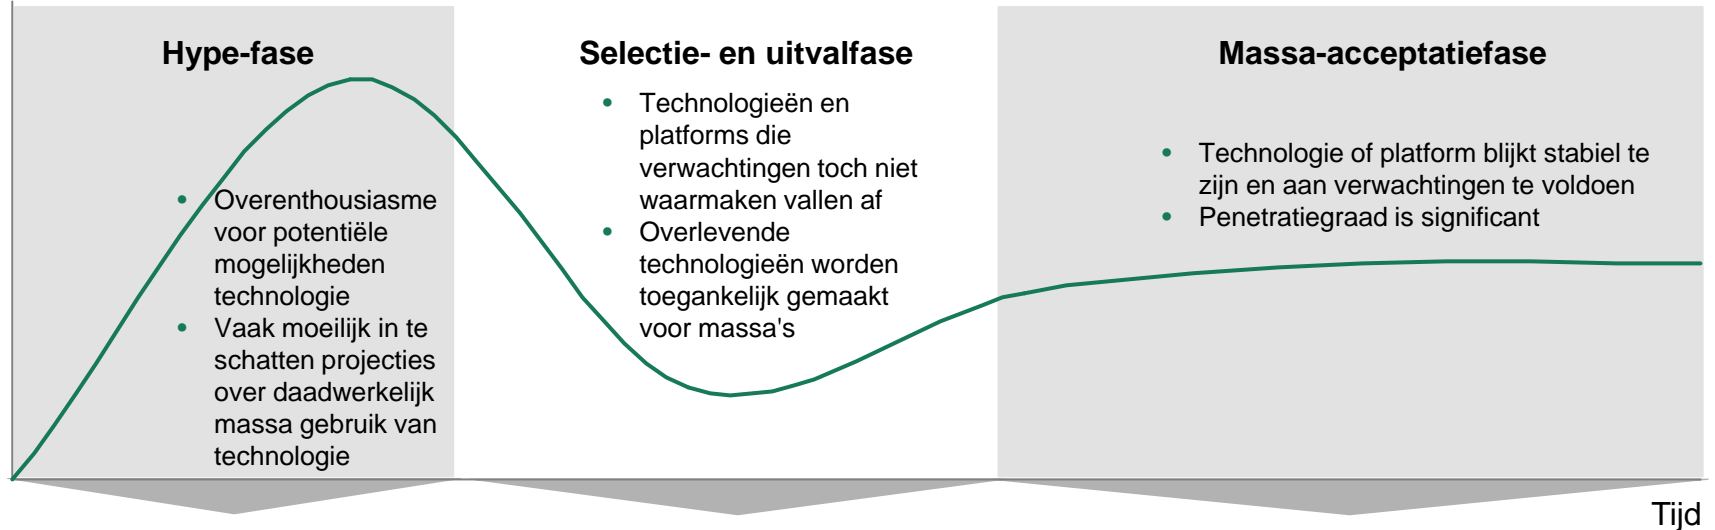 Hype-fase
Overenthousiasme
voor potentiële
mogelijkheden
technologie
Vaak moeilijk in te
schatten projecties
over daadwerkelijk
massa gebruik van
technologie
Selectie- en uitvalfase
Technologieën en
platforms die
verwachtingen toch niet
waarmaken vallen af
Overlevende
technologieën worden
toegankelijk gemaakt
voor massa's
Massa-acceptatiefase
Technologie of platform blijkt stabiel te
zijn en aan verwachtingen te voldoen
Penetratiegraad is significant
Tijd